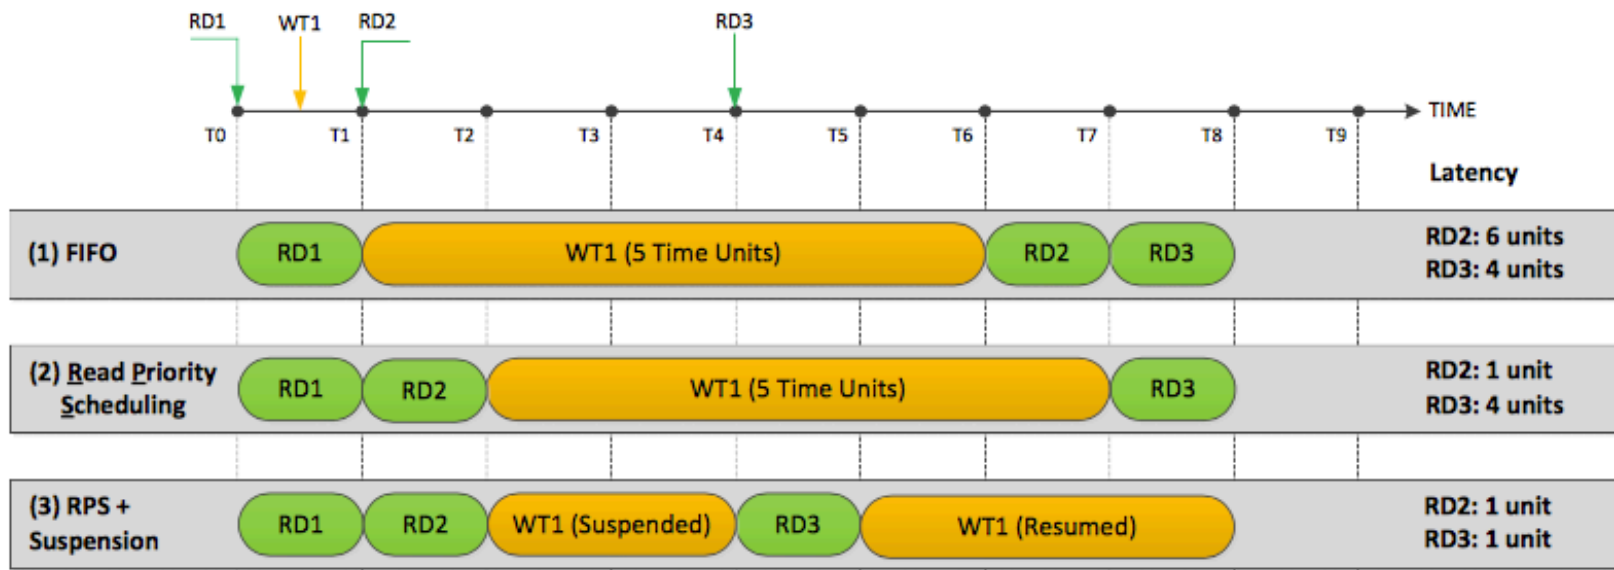 RD1
WT1
RD2
RD3
TIME
T0
T1
T2
T3
T4
T5
T6
T7
T8
T9
Latency
(1) FIFO
RD1
WT1 (5 Time Units)
RD2
RD3
RD2: 6 units
RD3: 4 units
(2) Read Priority
Scheduling
RD1
RD2
WT1 (5 Time Units)
RD3
RD2: 1 unit
RD3: 4 units
(3) RPS +
Suspension
RD1
RD2
WT1 (Suspended)
RD3
WT1 (Resumed)
RD2: 1 unit
RD3: 1 unit